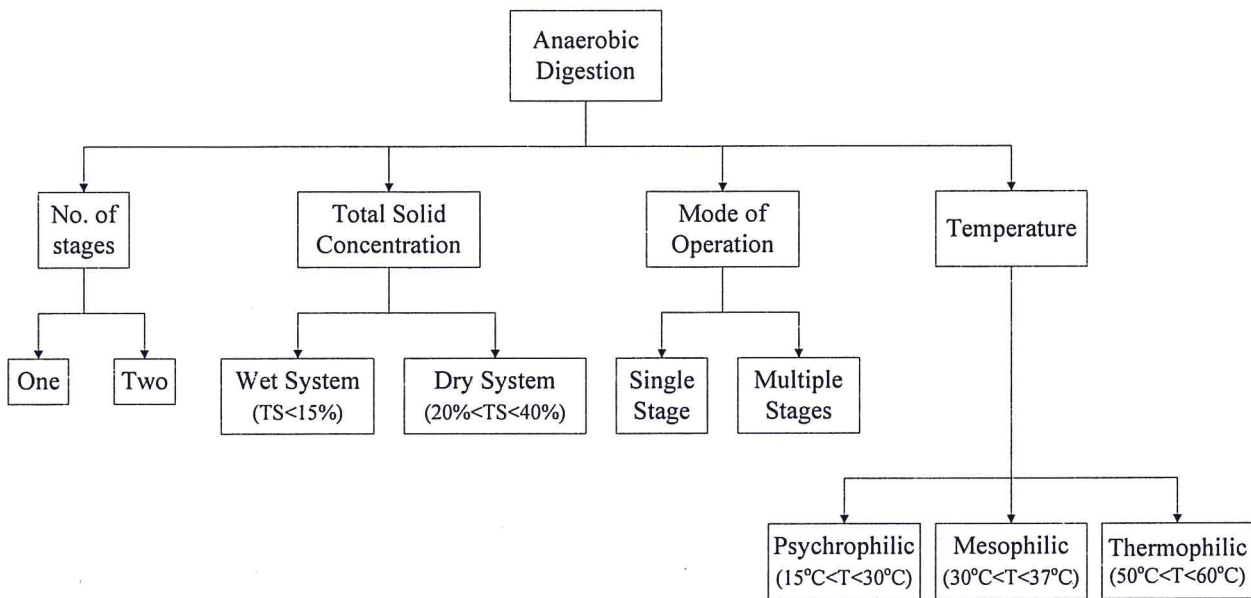 Anaerobic
Digestion
No. of
stages
Total Solid
Concentration
Mode of
Operation
Temperature
One
Two
Wet System
(TS<15%)
Dry System
(20%<TS<40%)
Single
Stage
Multiple
Stages
Psychrophilic
(15°C<T<30°C)
Mesophilic
(30°C<T<37°C)
Thermophilic
(50°C<T<60°C)